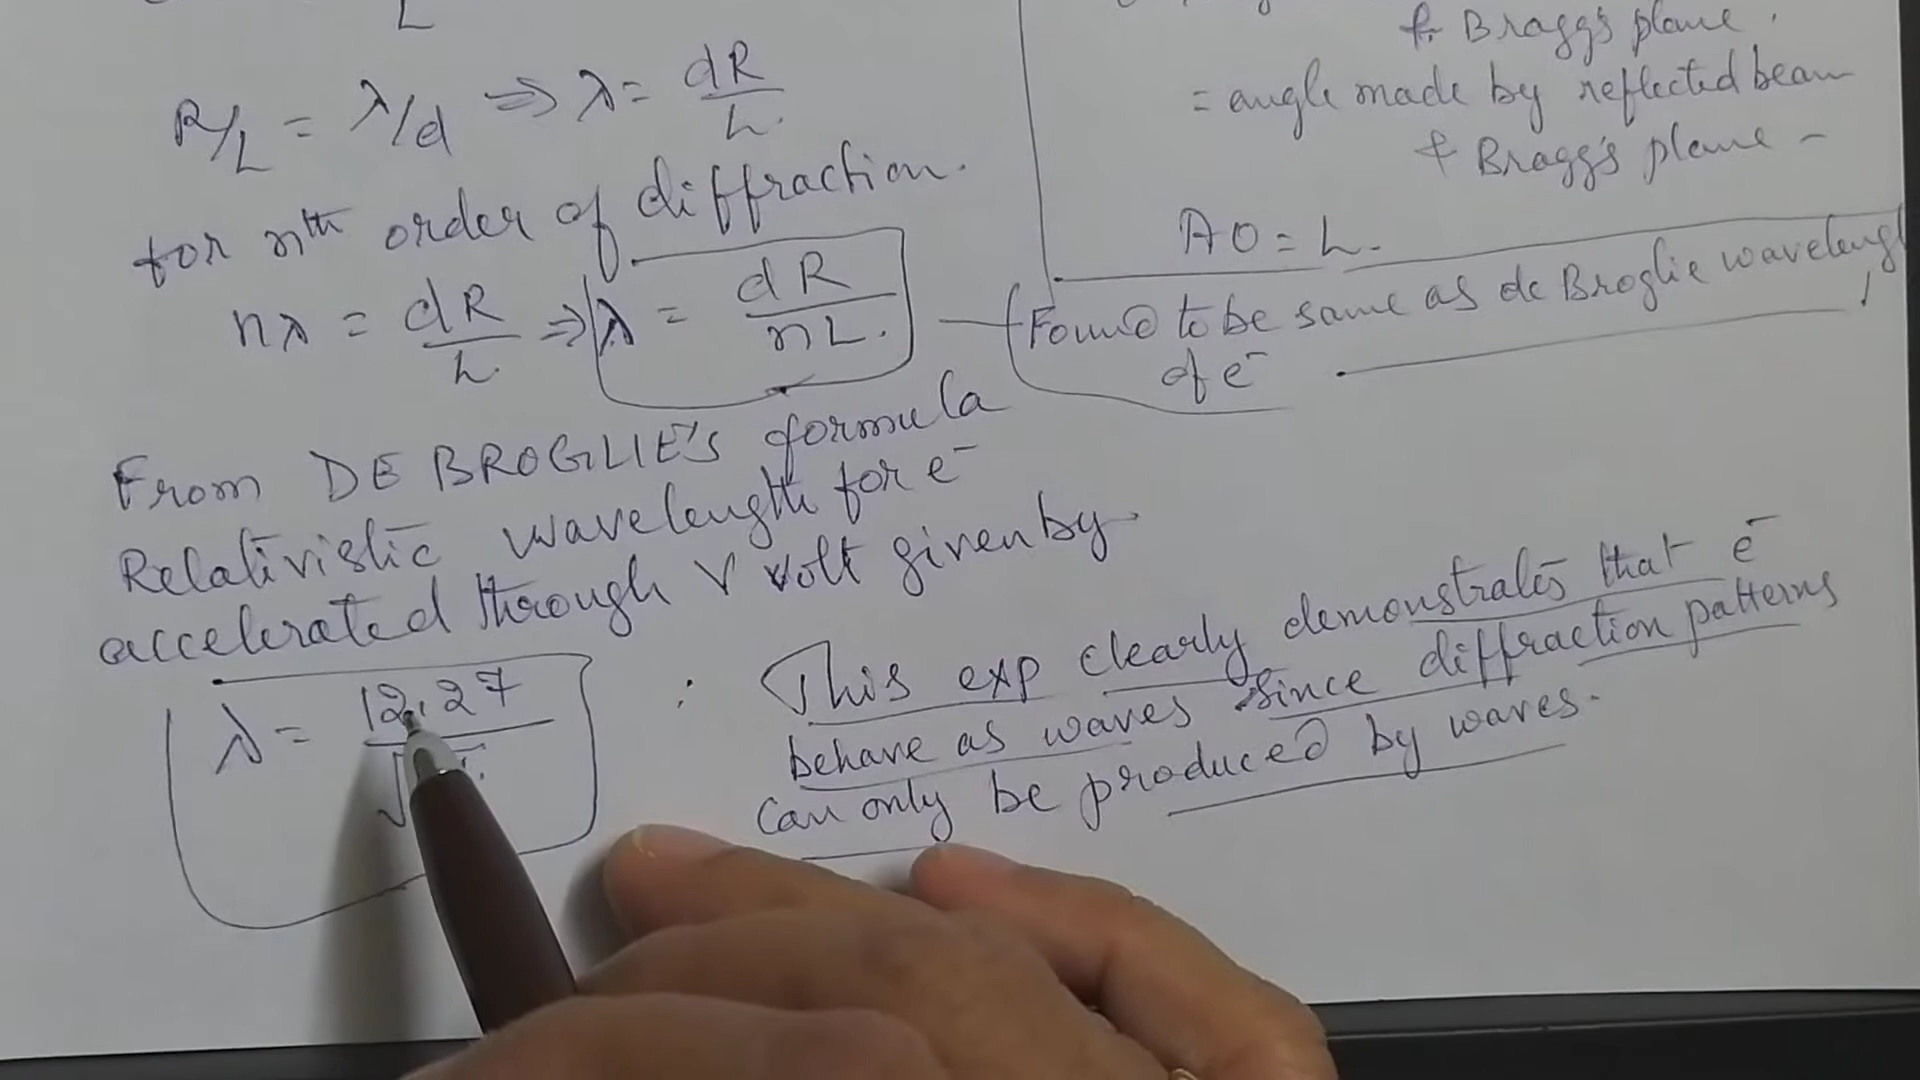 L
R/L = λ/d ⇒ λ = dR/L.
for nth order of diffraction.
nλ = dR/L. ⇒ λ = dR/nL.
& Bragg's plane.
= angle made by reflected beam
& Bragg's plane -
AO = L.
Found to be same as de Broglie wavelength
of e⁻
From DE BROGLIE'S formula
Relativistic wavelength for e⁻
accelerated through V volt given by
λ = 12.27/√
This exp clearly demonstrates that e⁻
behave as waves since diffraction patterns
can only be produced by waves.